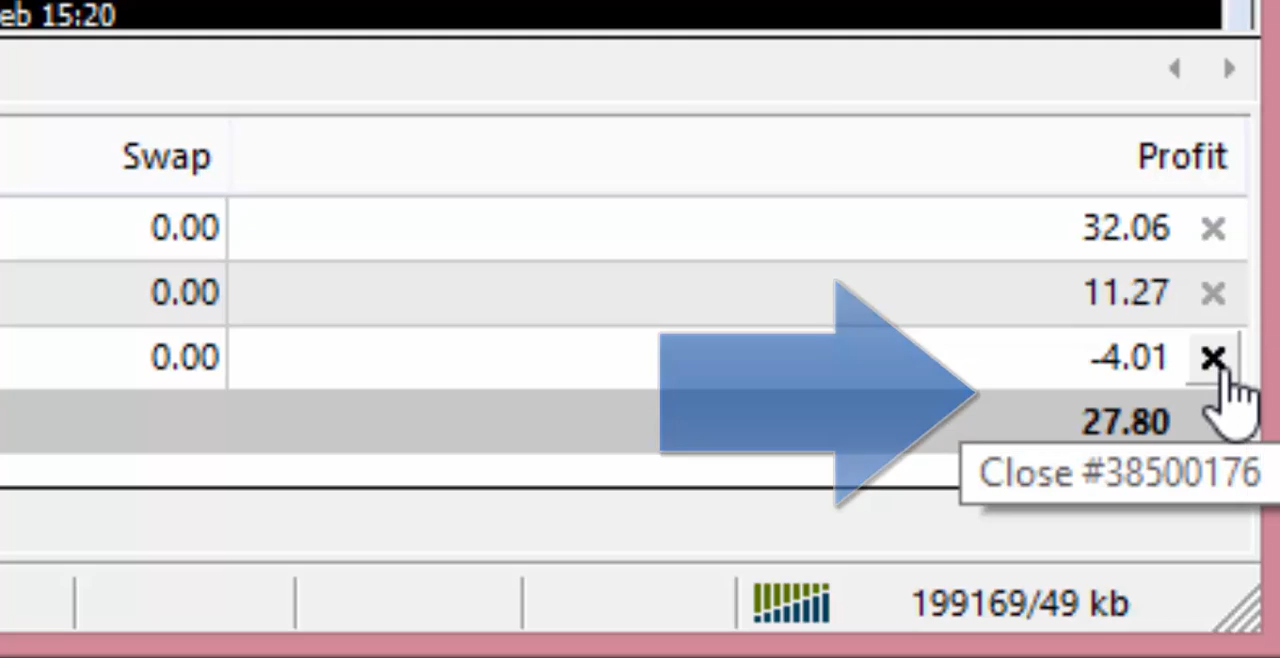 eb 15:20
Swap Profit
0.00 32.06
0.00 11.27
0.00 -4.01
27.80
Close #38500176
199169/49 kb